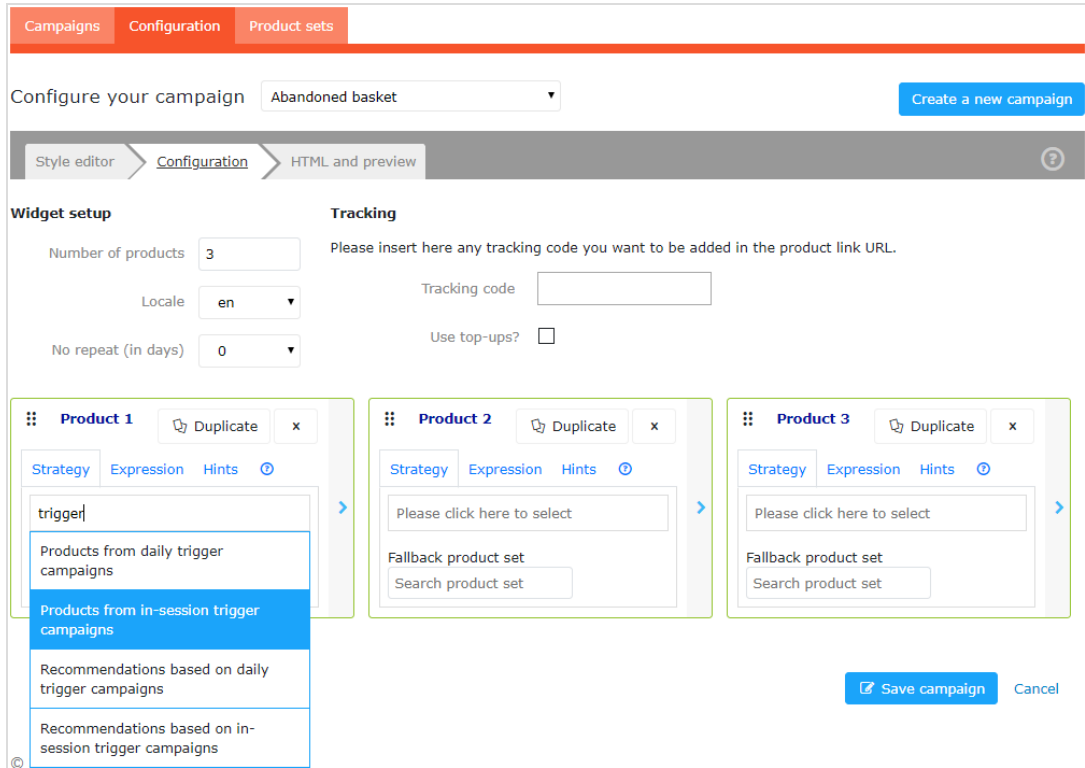 Campaigns Configuration Product sets
Configure your campaign Abandoned basket Create a new campaign
Style editor Configuration HTML and preview ?
Widget setup Tracking
Please insert here any tracking code you want to be added in the product link URL.
Number of products 3
Tracking code
Locale en
Use top-ups?
No repeat (in days) 0
Product 1 Duplicate x
Strategy Expression Hints ?
trigger
Products from daily trigger
campaigns
Products from in-session trigger
campaigns
Recommendations based on daily
trigger campaigns
Recommendations based on in-
session trigger campaigns
Product 2 Duplicate x
Strategy Expression Hints ?
Please click here to select
Fallback product set
Search product set
Product 3 Duplicate x
Strategy Expression Hints ?
Please click here to select
Fallback product set
Search product set
Save campaign Cancel
©